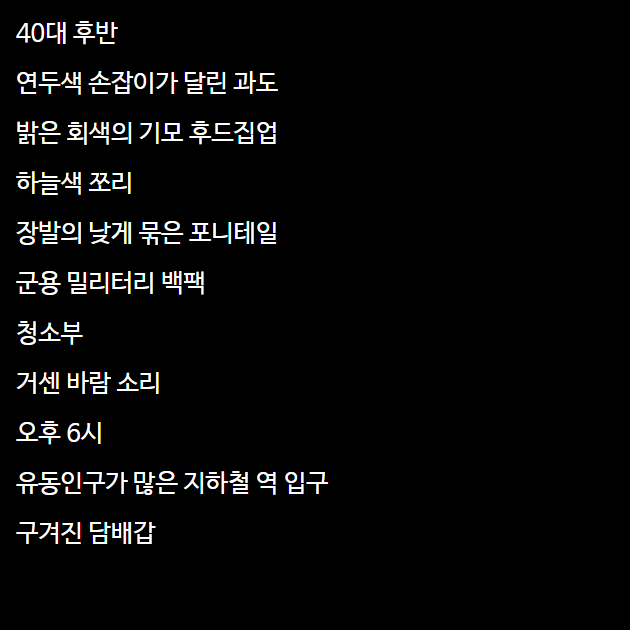 40대 후반
연두색 손잡이가 달린 과도
밝은 회색의 기모 후드집업
하늘색 쪼리
장발의 낮게 묶은 포니테일
군용 밀리터리 백팩
청소부
거센 바람 소리
오후 6시
유동인구가 많은 지하철 역 입구
구겨진 담배갑